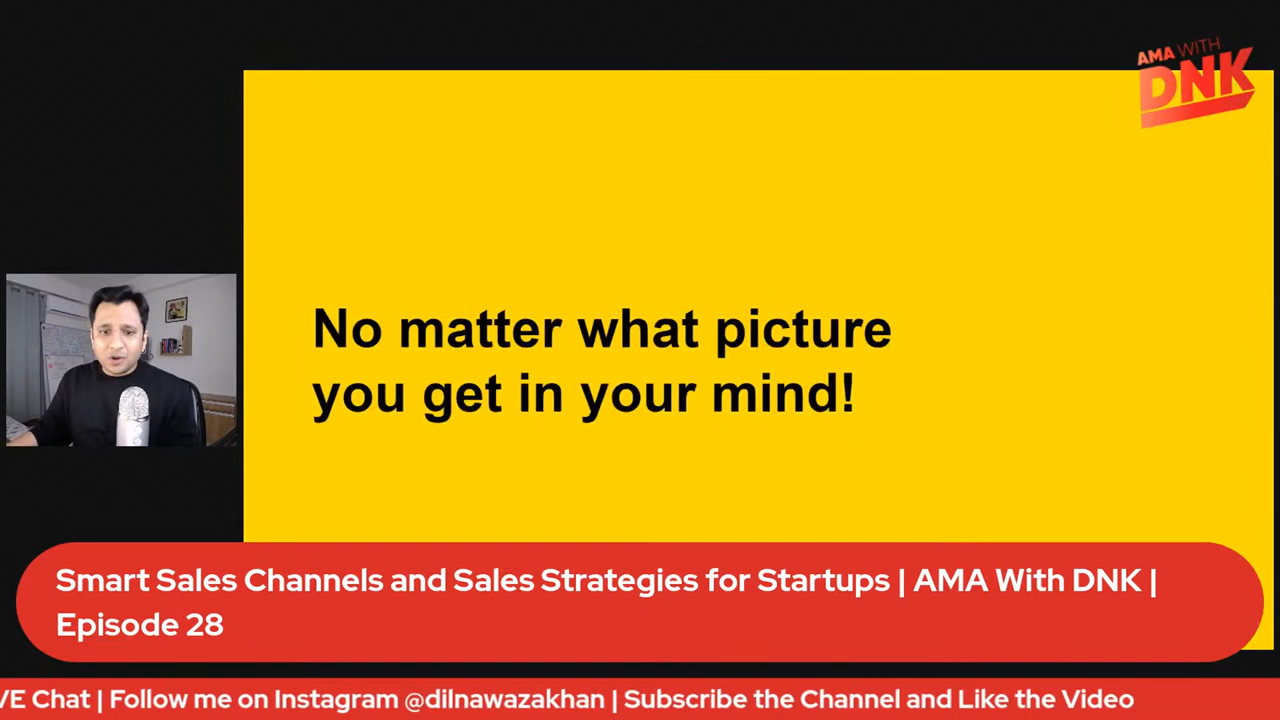 AMA WITH
DNK
No matter what picture
you get in your mind!
Smart Sales Channels and Sales Strategies for Startups | AMA With DNK |
Episode 28
VE Chat | Follow me on Instagram @dilnawazakhan | Subscribe the Channel and Like the Video